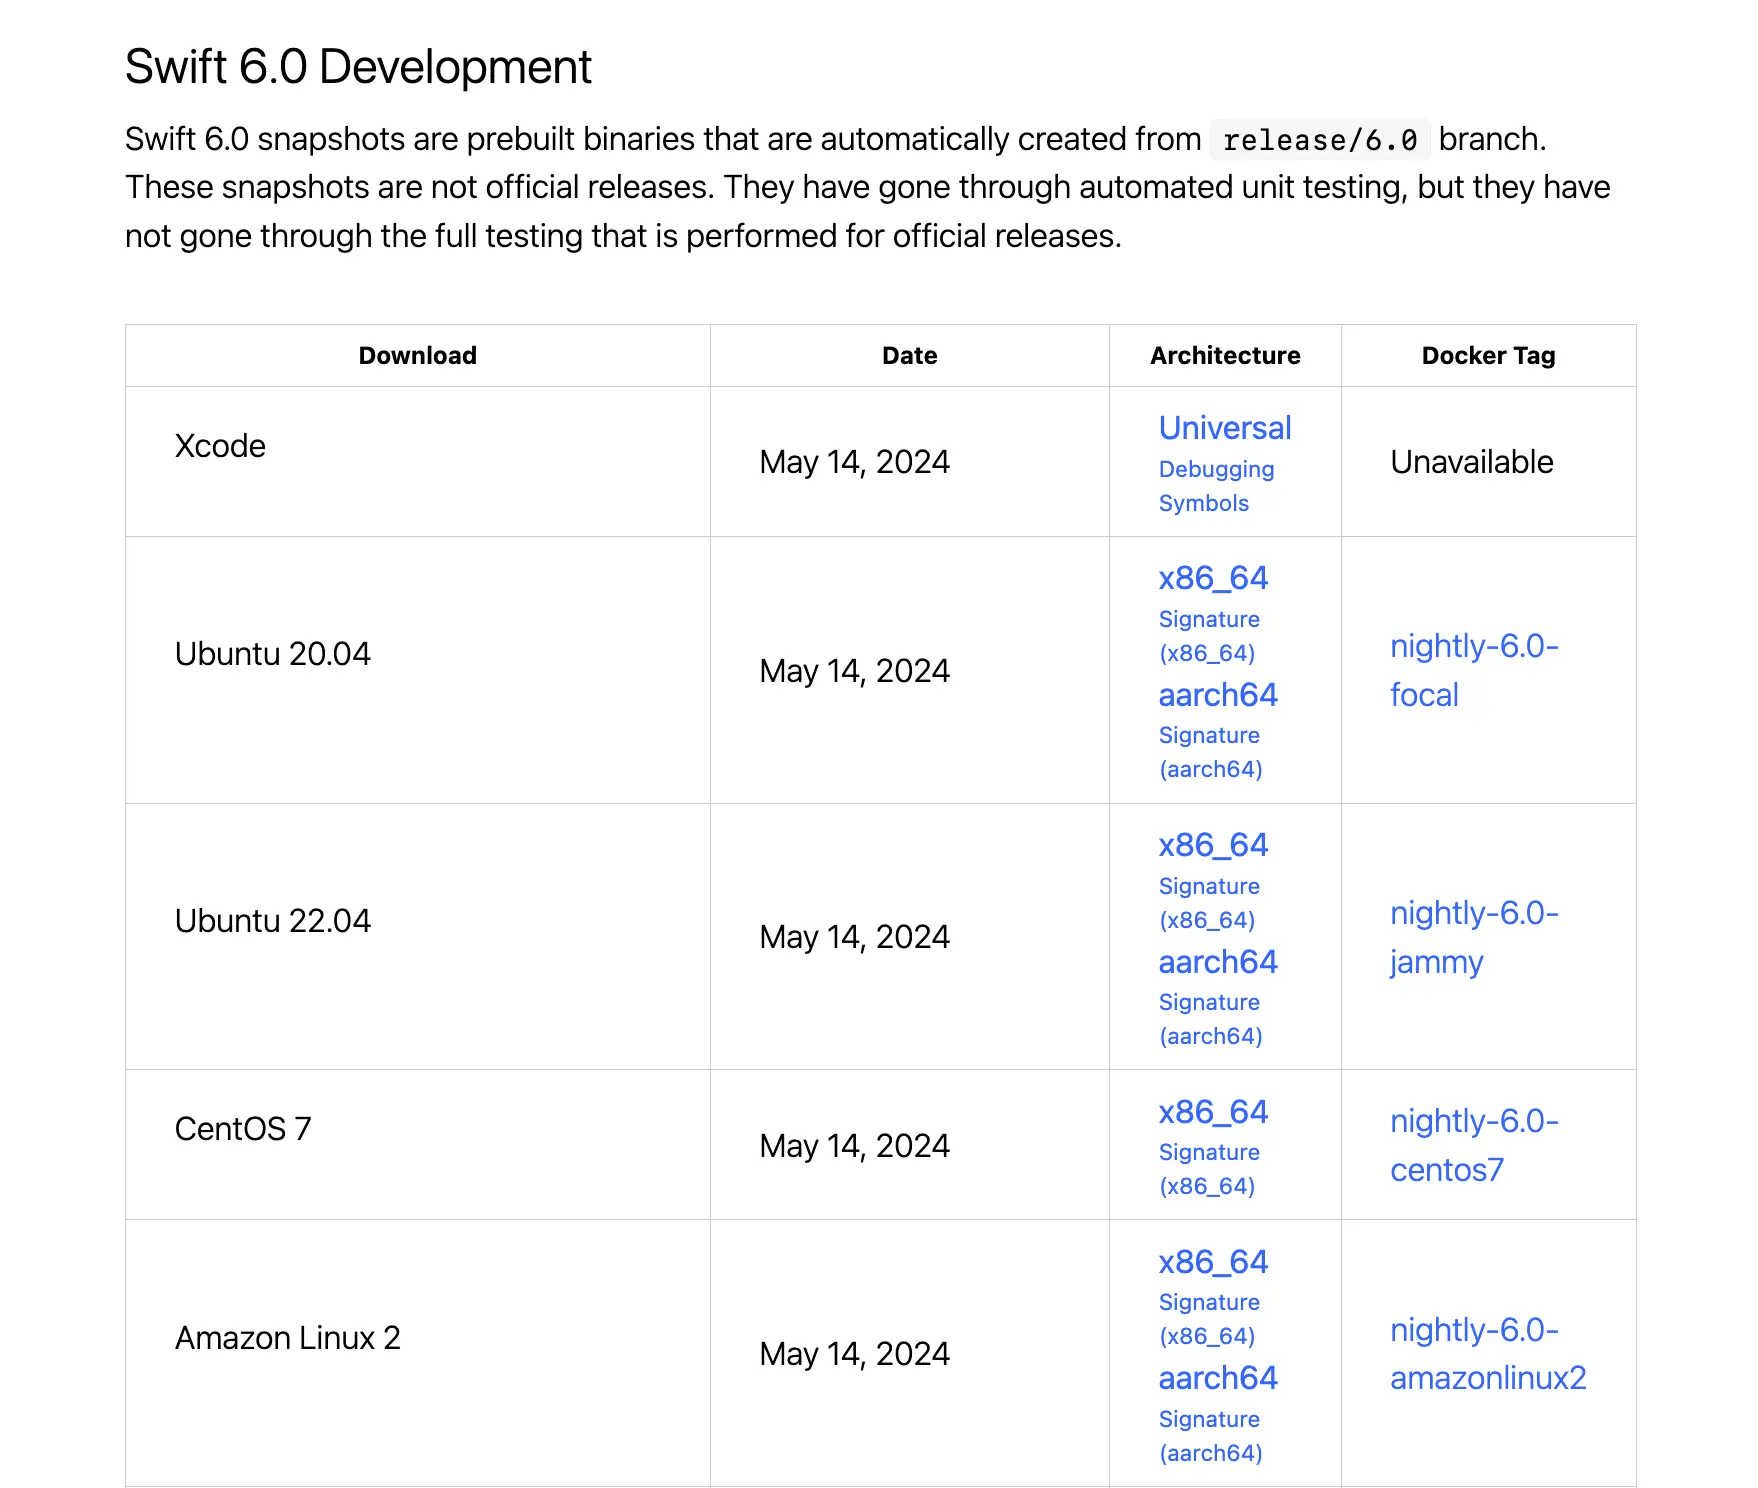 Swift 6.0 Development
Swift 6.0 snapshots are prebuilt binaries that are automatically created from release/6.0 branch.
These snapshots are not official releases. They have gone through automated unit testing, but they have
not gone through the full testing that is performed for official releases.
Download Date Architecture Docker Tag
Xcode
May 14, 2024
Universal
Debugging
Symbols
Unavailable
Ubuntu 20.04
May 14, 2024
x86_64
Signature
(x86_64)
aarch64
Signature
(aarch64)
nightly-6.0-
focal
Ubuntu 22.04
May 14, 2024
x86_64
Signature
(x86_64)
aarch64
Signature
(aarch64)
nightly-6.0-
jammy
CentOS 7
May 14, 2024
x86_64
Signature
(x86_64)
nightly-6.0-
centos7
Amazon Linux 2
May 14, 2024
x86_64
Signature
(x86_64)
aarch64
Signature
(aarch64)
nightly-6.0-
amazonlinux2